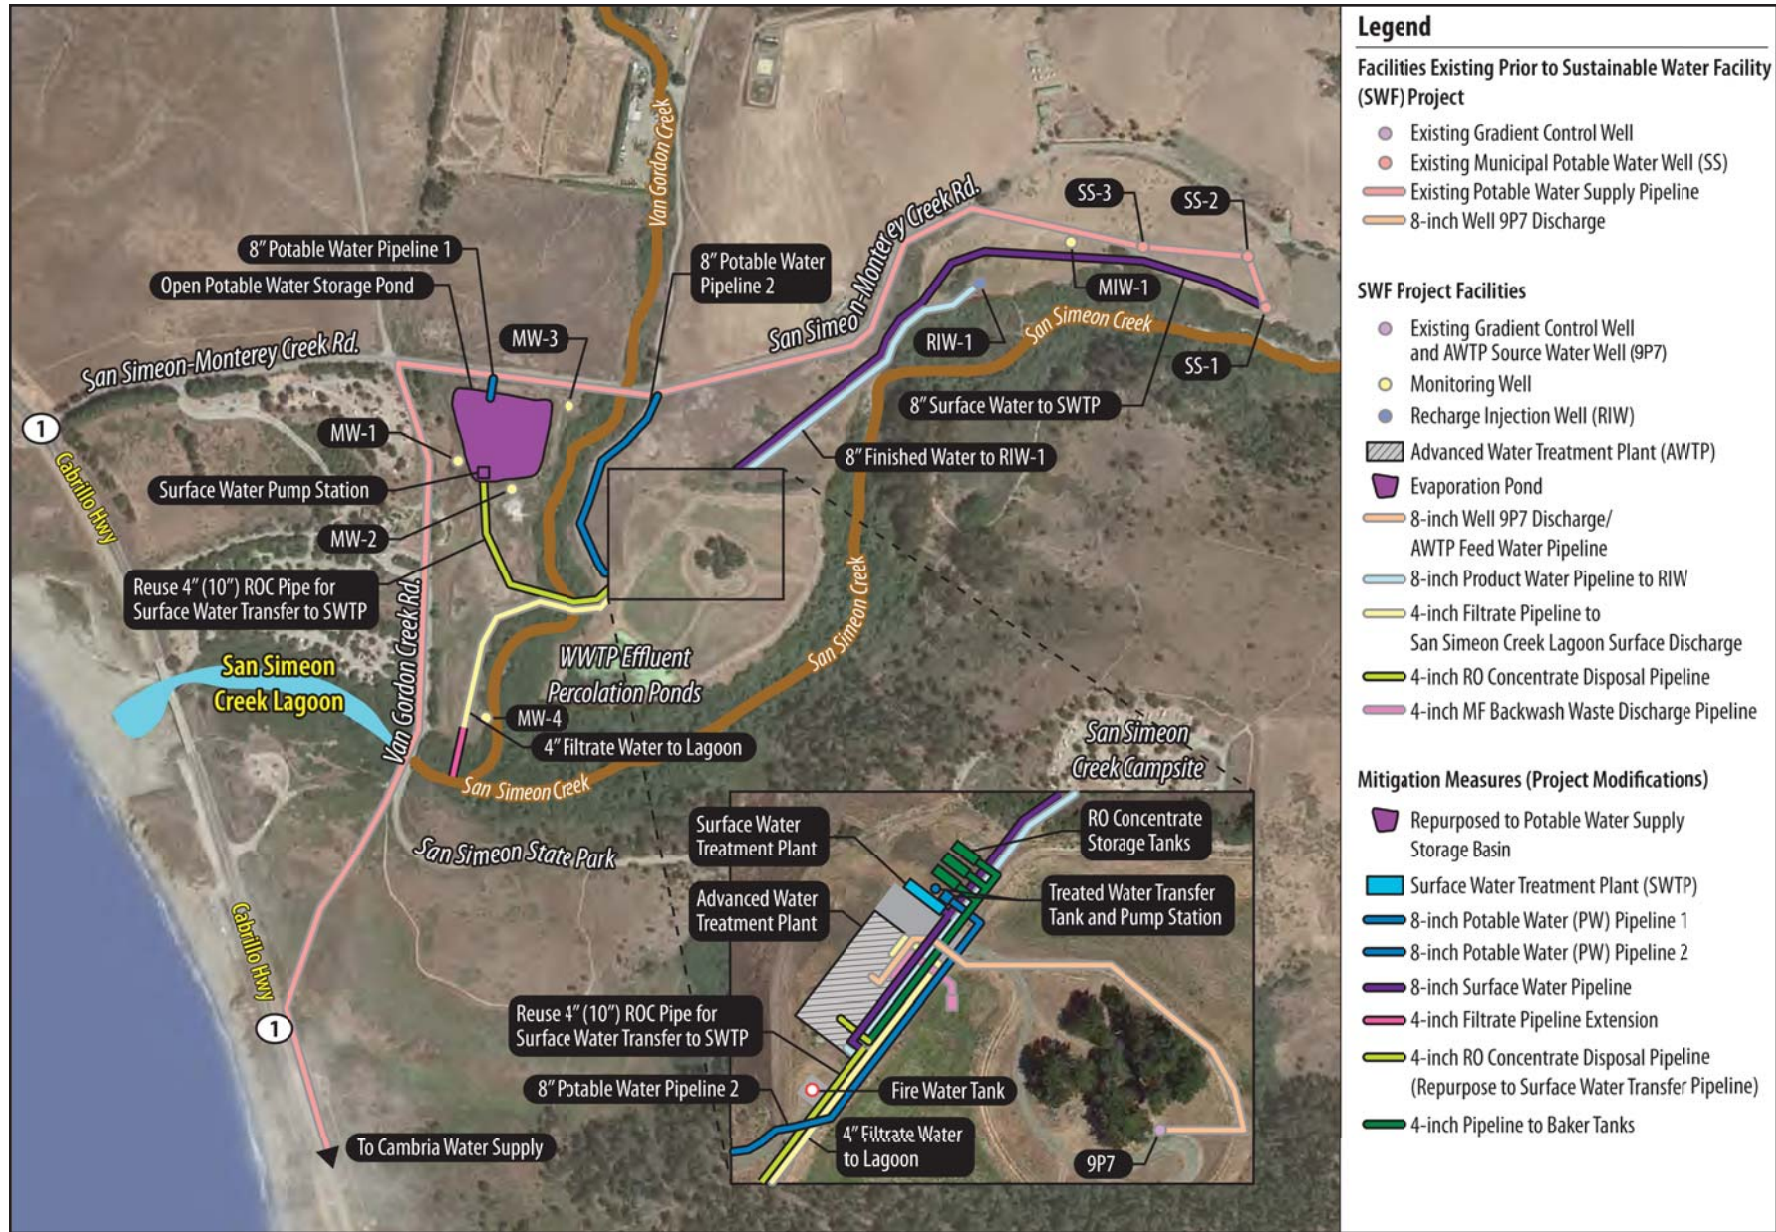 Van Gordon Creek
8" Potable Water Pipeline 1
Open Potable Water Storage Pond
8" Potable Water
Pipeline 2
San Simeon-Monterey Creek Rd.
SS-3
SS-2
MIW-1
RIW-1
San Simeon Creek
SS-1
MW-3
San Simeon-Monterey Creek Rd.
8" Surface Water to SWTP
8" Finished Water to RIW-1
1
Cabrillo Hwy
MW-1
Surface Water Pump Station
MW-2
Reuse 4" (10") ROC Pipe for
Surface Water Transfer to SWTP
Van Gordon Creek Rd.
San Simeon
Creek Lagoon
WWTP Effluent
Percolation Ponds
San Simeon Creek
MW-4
4" Filtrate Water to Lagoon
San Simeon Creek
San Simeon State Park
San Simeon
Creek Campsite
Cabrillo Hwy
1
To Cambria Water Supply
Surface Water
Treatment Plant
RO Concentrate
Storage Tanks
Advanced Water
Treatment Plant
Treated Water Transfer
Tank and Pump Station
Reuse 4" (10") ROC Pipe for
Surface Water Transfer to SWTP
8" Potable Water Pipeline 2
Fire Water Tank
4" Filtrate Water
to Lagoon
9P7
Legend
Facilities Existing Prior to Sustainable Water Facility
(SWF) Project
Existing Gradient Control Well
Existing Municipal Potable Water Well (SS)
Existing Potable Water Supply Pipeline
8-inch Well 9P7 Discharge
SWF Project Facilities
Existing Gradient Control Well
and AWTP Source Water Well (9P7)
Monitoring Well
Recharge Injection Well (RIW)
Advanced Water Treatment Plant (AWTP)
Evaporation Pond
8-inch Well 9P7 Discharge/
AWTP Feed Water Pipeline
8-inch Product Water Pipeline to RIW
4-inch Filtrate Pipeline to
San Simeon Creek Lagoon Surface Discharge
4-inch RO Concentrate Disposal Pipeline
4-inch MF Backwash Waste Discharge Pipeline
Mitigation Measures (Project Modifications)
Repurposed to Potable Water Supply
Storage Basin
Surface Water Treatment Plant (SWTP)
8-inch Potable Water (PW) Pipeline 1
8-inch Potable Water (PW) Pipeline 2
8-inch Surface Water Pipeline
4-inch Filtrate Pipeline Extension
4-inch RO Concentrate Disposal Pipeline
(Repurpose to Surface Water Transfer Pipeline)
4-inch Pipeline to Baker Tanks